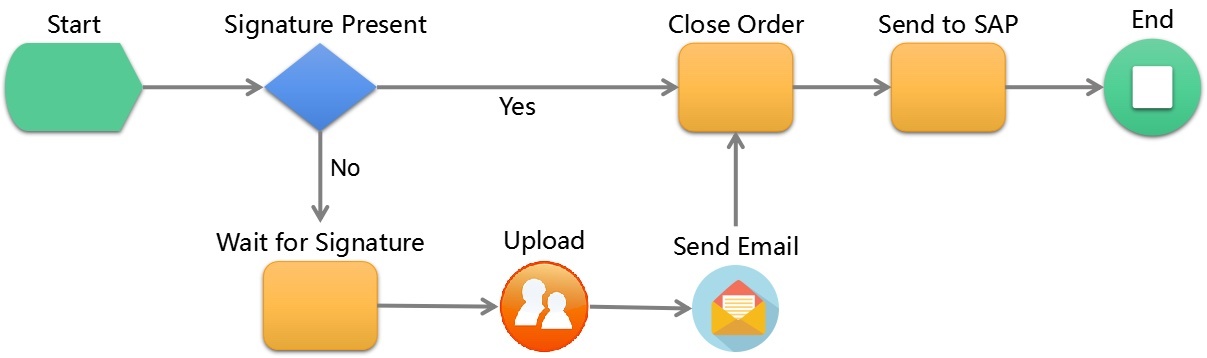 Start
Signature Present
Close Order
Send to SAP
End
Yes
No
Wait for Signature
Upload
Send Email